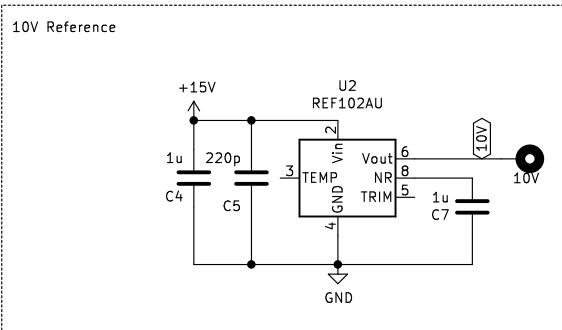 10V Reference
+15V
U2
REF102AU
2
Vin
1u
220p
3
TEMP
Vout
6
10V
10V
NR
8
TRIM
5
GND
4
C4
C5
1u
C7
GND